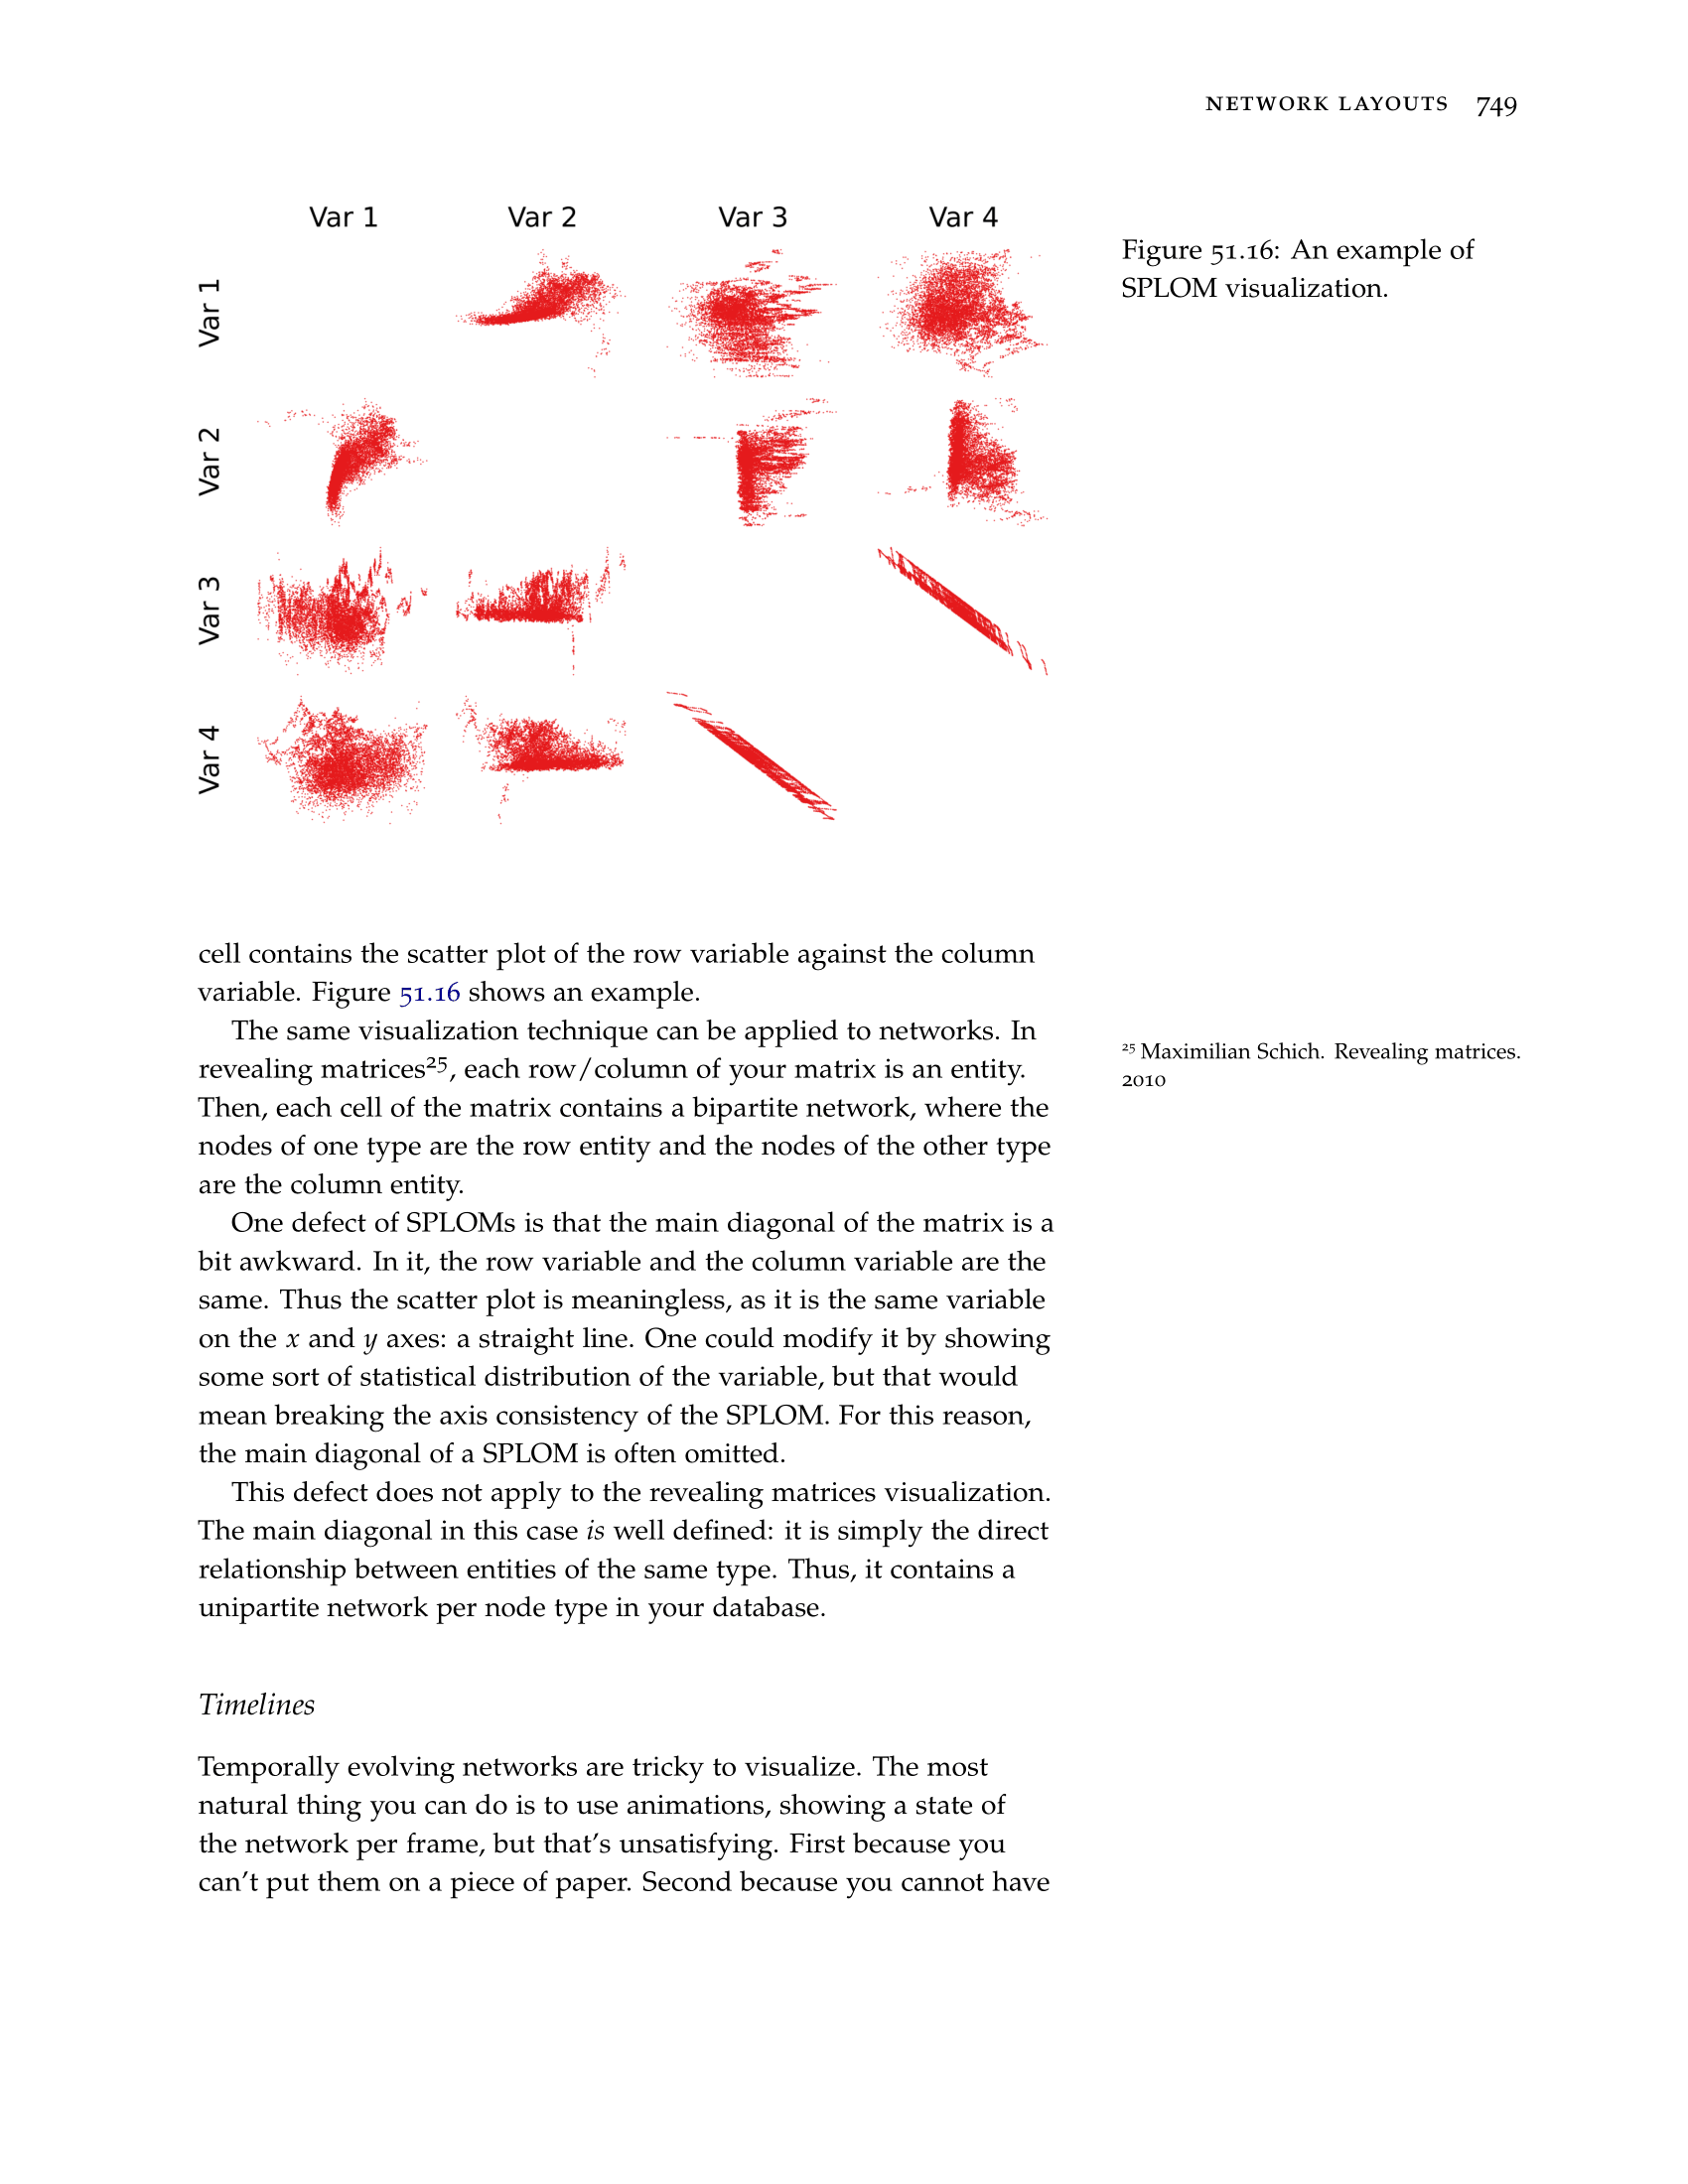 NETWORK LAYOUTS 749
Var 1 Var 2 Var 3 Var 4
Var 1
Var 2
Var 3
Var 4
Figure 51.16: An example of
SPLOM visualization.
cell contains the scatter plot of the row variable against the column
variable. Figure 51.16 shows an example.
The same visualization technique can be applied to networks. In
revealing matrices25, each row/column of your matrix is an entity.
Then, each cell of the matrix contains a bipartite network, where the
nodes of one type are the row entity and the nodes of the other type
are the column entity.
25 Maximilian Schich. Revealing matrices.
2010
One defect of SPLOMs is that the main diagonal of the matrix is a
bit awkward. In it, the row variable and the column variable are the
same. Thus the scatter plot is meaningless, as it is the same variable
on the x and y axes: a straight line. One could modify it by showing
some sort of statistical distribution of the variable, but that would
mean breaking the axis consistency of the SPLOM. For this reason,
the main diagonal of a SPLOM is often omitted.
This defect does not apply to the revealing matrices visualization.
The main diagonal in this case is well defined: it is simply the direct
relationship between entities of the same type. Thus, it contains a
unipartite network per node type in your database.
Timelines
Temporally evolving networks are tricky to visualize. The most
natural thing you can do is to use animations, showing a state of
the network per frame, but that's unsatisfying. First because you
can't put them on a piece of paper. Second because you cannot have